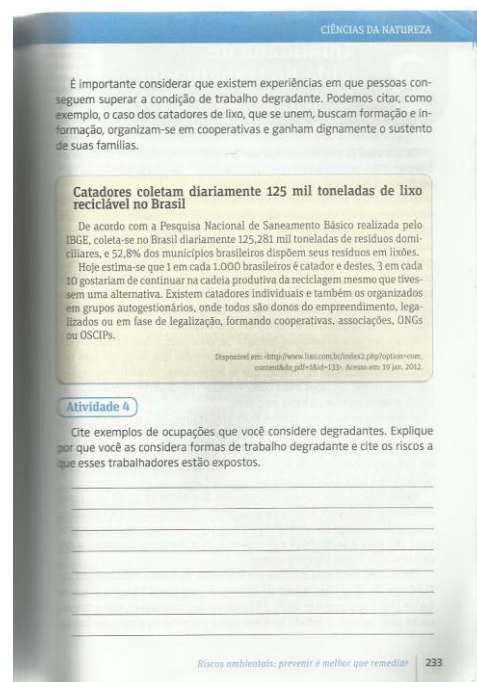 CIÊNCIAS DA NATUREZA
É importante considerar que existem experiências em que pessoas con-
seguem superar a condição de trabalho degradante. Podemos citar, como
exemplo, o caso dos catadores de lixo, que se unem, buscam formação e in-
formação, organizam-se em cooperativas e ganham dignamente o sustento
de suas famílias.
Catadores coletam diariamente 125 mil toneladas de lixo
reciclável no Brasil
De acordo com a Pesquisa Nacional de Saneamento Básico realizada pelo
IBGE, coleta-se no Brasil diariamente 125,281 mil toneladas de resíduos domi-
ciliares, e 52,8% dos municípios brasileiros dispõem seus resíduos em lixões.
Hoje estima-se que 1 em cada 1.000 brasileiros é catador e destes, 3 em cada
10 gostariam de continuar na cadeia produtiva da reciclagem mesmo que tives-
sem uma alternativa. Existem catadores individuais e também os organizados
em grupos autogestionários, onde todos são donos do empreendimento, lega-
lizados ou em fase de legalização, formando cooperativas, associações, ONGs
ou OSCIPs.
Disponível em: <http://www.lixo.com.br/index2.php?option=com_
content&do_pdf=1&id=133>. Acesso em: 19 jan. 2012.
Atividade 4
Cite exemplos de ocupações que você considere degradantes. Explique
por que você as considera formas de trabalho degradante e cite os riscos a
que esses trabalhadores estão expostos.
Riscos ambientais: prevenir é melhor que remediar 233